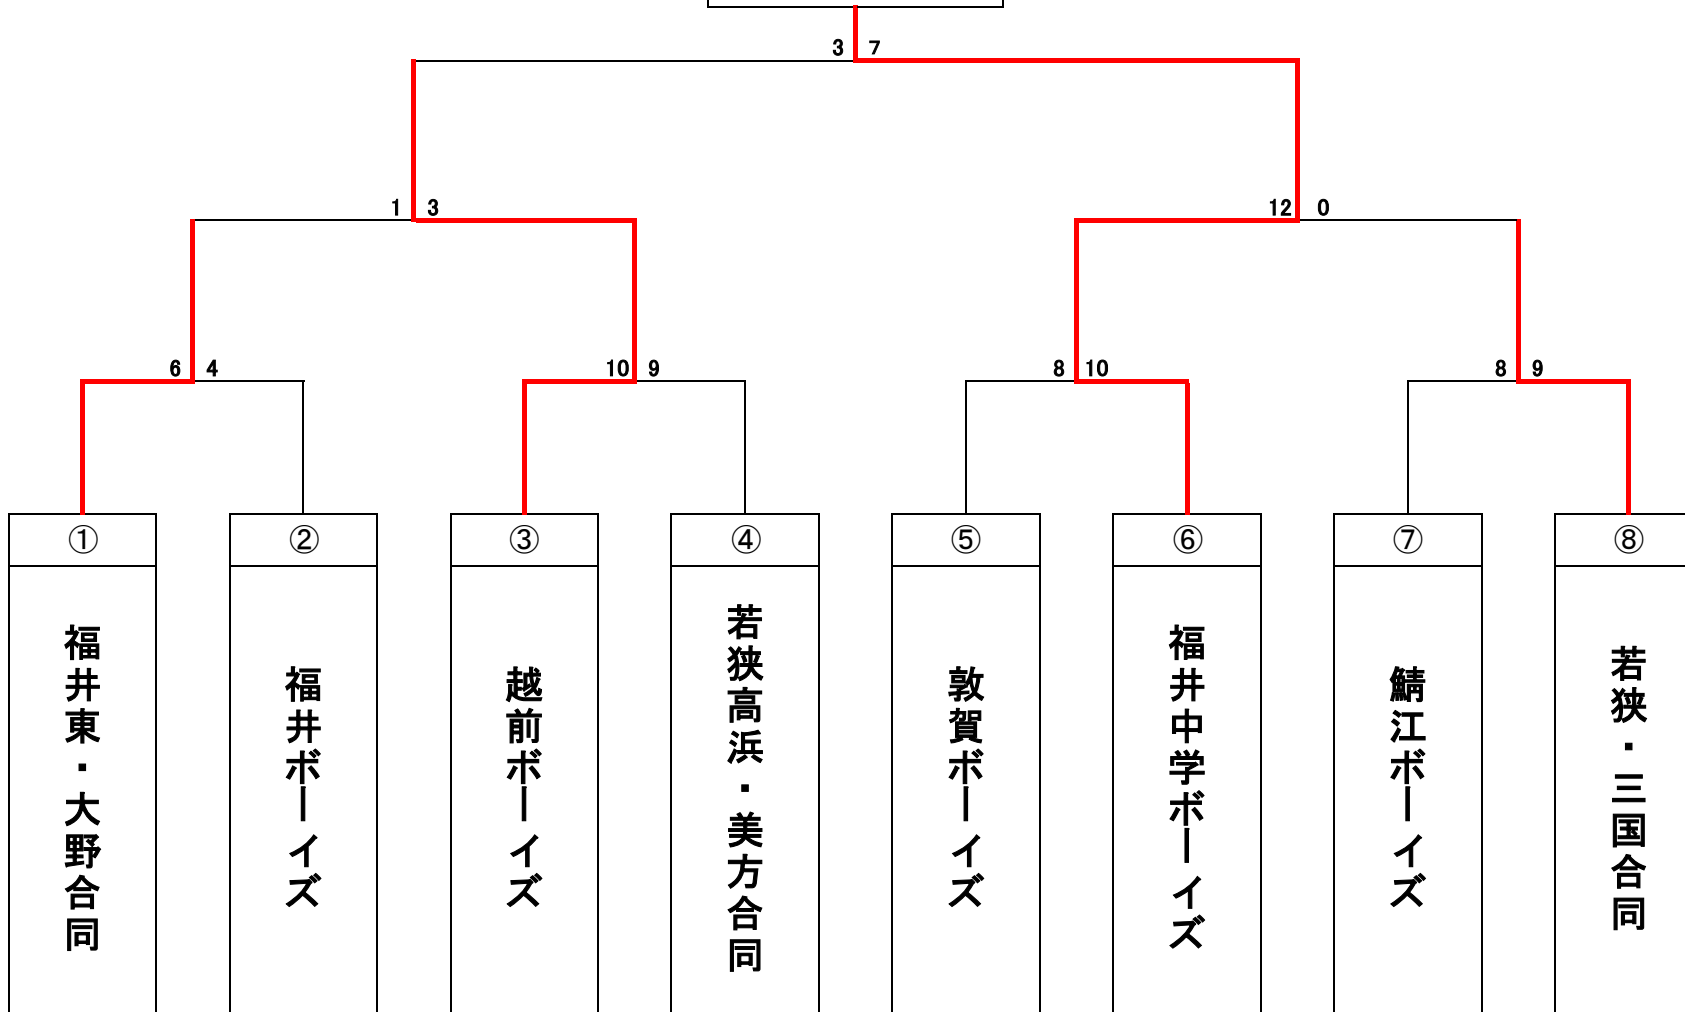 3 7
1 3
12 0
6 4
10 9
8 10
8 9
① ② ③ ④ ⑤ ⑥ ⑦ ⑧
福井東・大野合同
福井ボーイズ
越前ボーイズ
若狭高浜・美方合同
敦賀ボーイズ
福井中学ボーイズ
鯖江ボーイズ
若狭・三国合同